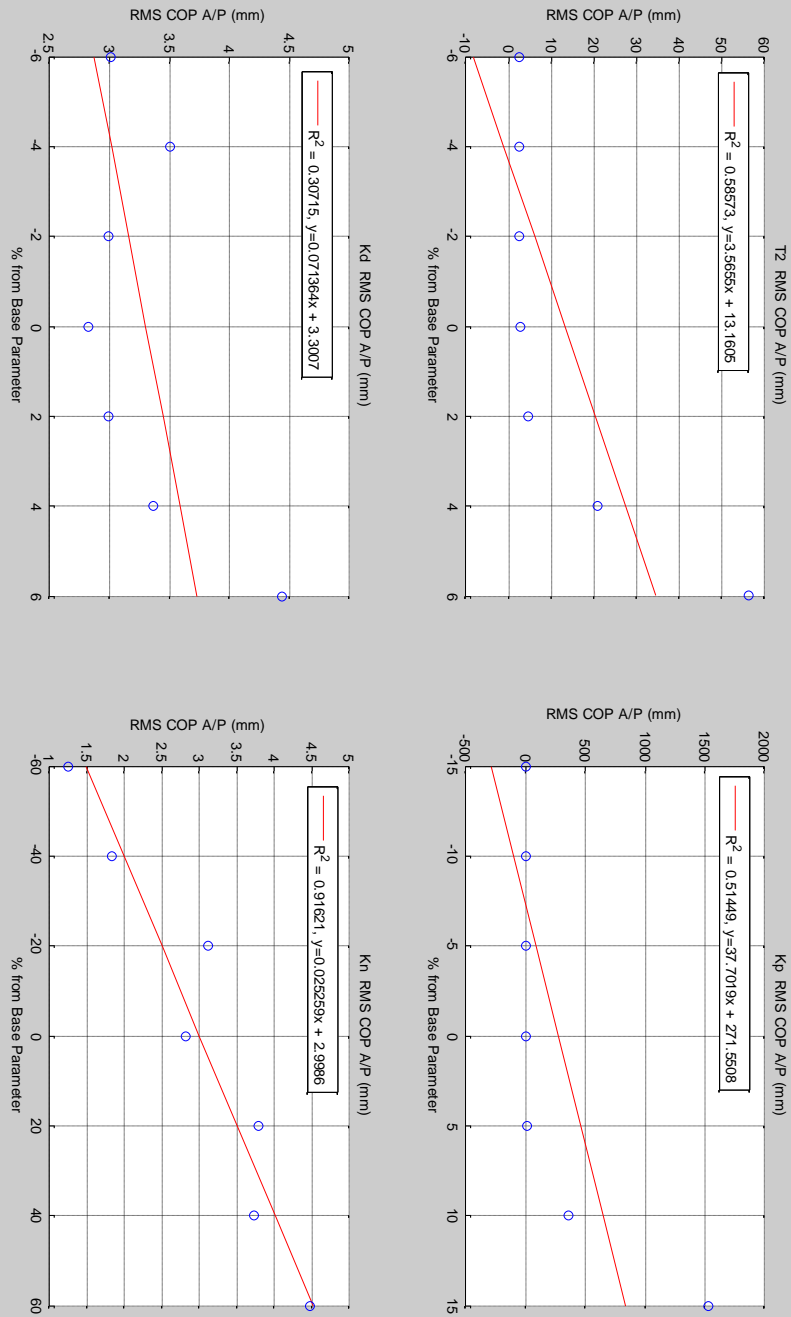 T2 RMS COP A/P (mm)
RMS COP A/P (mm)
60
50
40
30
20
10
0
-10
R² = 0.58573, y=3.5655x + 13.1605
-6 -4 -2 0 2 4 6
% from Base Parameter
Kp RMS COP A/P (mm)
RMS COP A/P (mm)
2000
1500
1000
500
0
-500
R² = 0.51449, y=37.7019x + 271.5508
-15 -10 -5 0 5 10 15
% from Base Parameter
Kd RMS COP A/P (mm)
RMS COP A/P (mm)
5
4.5
4
3.5
3
2.5
R² = 0.30715, y=0.071364x + 3.3007
-6 -4 -2 0 2 4 6
% from Base Parameter
Kn RMS COP A/P (mm)
RMS COP A/P (mm)
5
4.5
4
3.5
3
2.5
2
1.5
1
R² = 0.91621, y=0.025259x + 2.9986
-60 -40 -20 0 20 40 60
% from Base Parameter